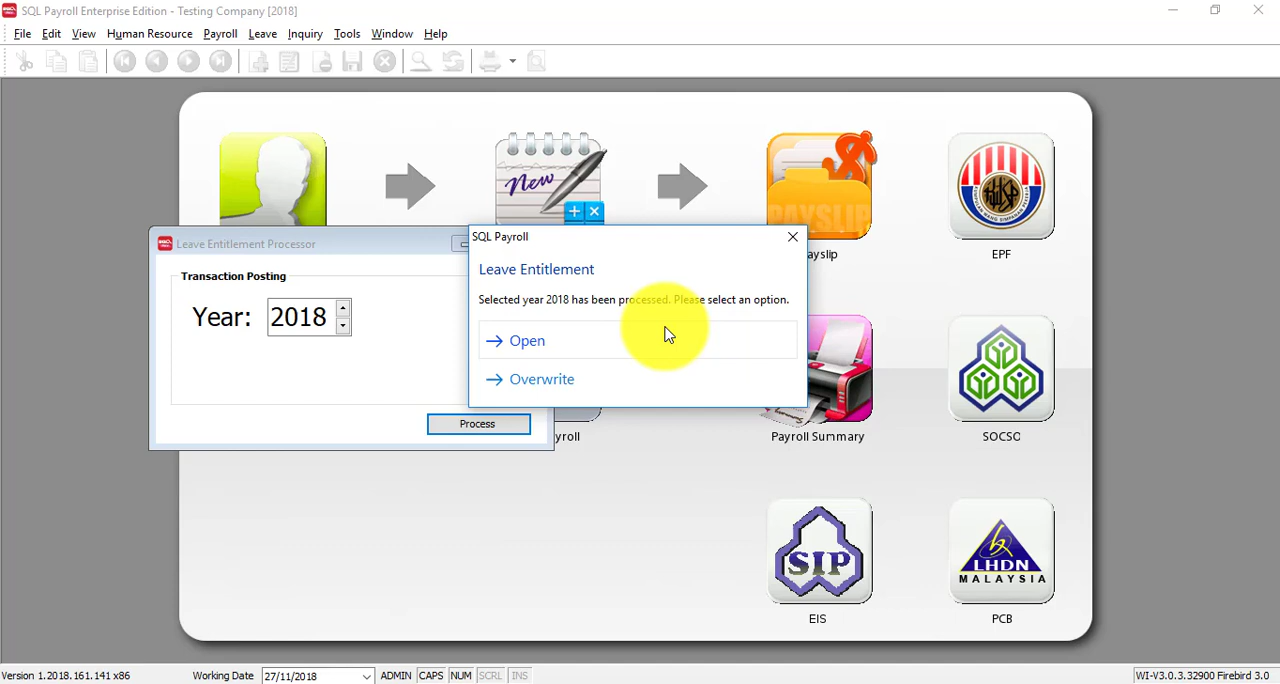 SQL Payroll Enterprise Edition - Testing Company [2018]
File Edit View Human Resource Payroll Leave Inquiry Tools Window Help
New
PAYSLIP
ayslip
EPF
Leave Entitlement Processor
Transaction Posting
Year: 2018
Process
SQL Payroll
Leave Entitlement
Selected year 2018 has been processed. Please select an option.
Open
Overwrite
yroll
Payroll Summary
SOCSO
SIP
LHDN
MALAYSIA
EIS
PCB
Version 1.2018.161.141 x86 Working Date 27/11/2018 ADMIN CAPS NUM SCRL INS WI-V3.0.3.32900 Firebird 3.0